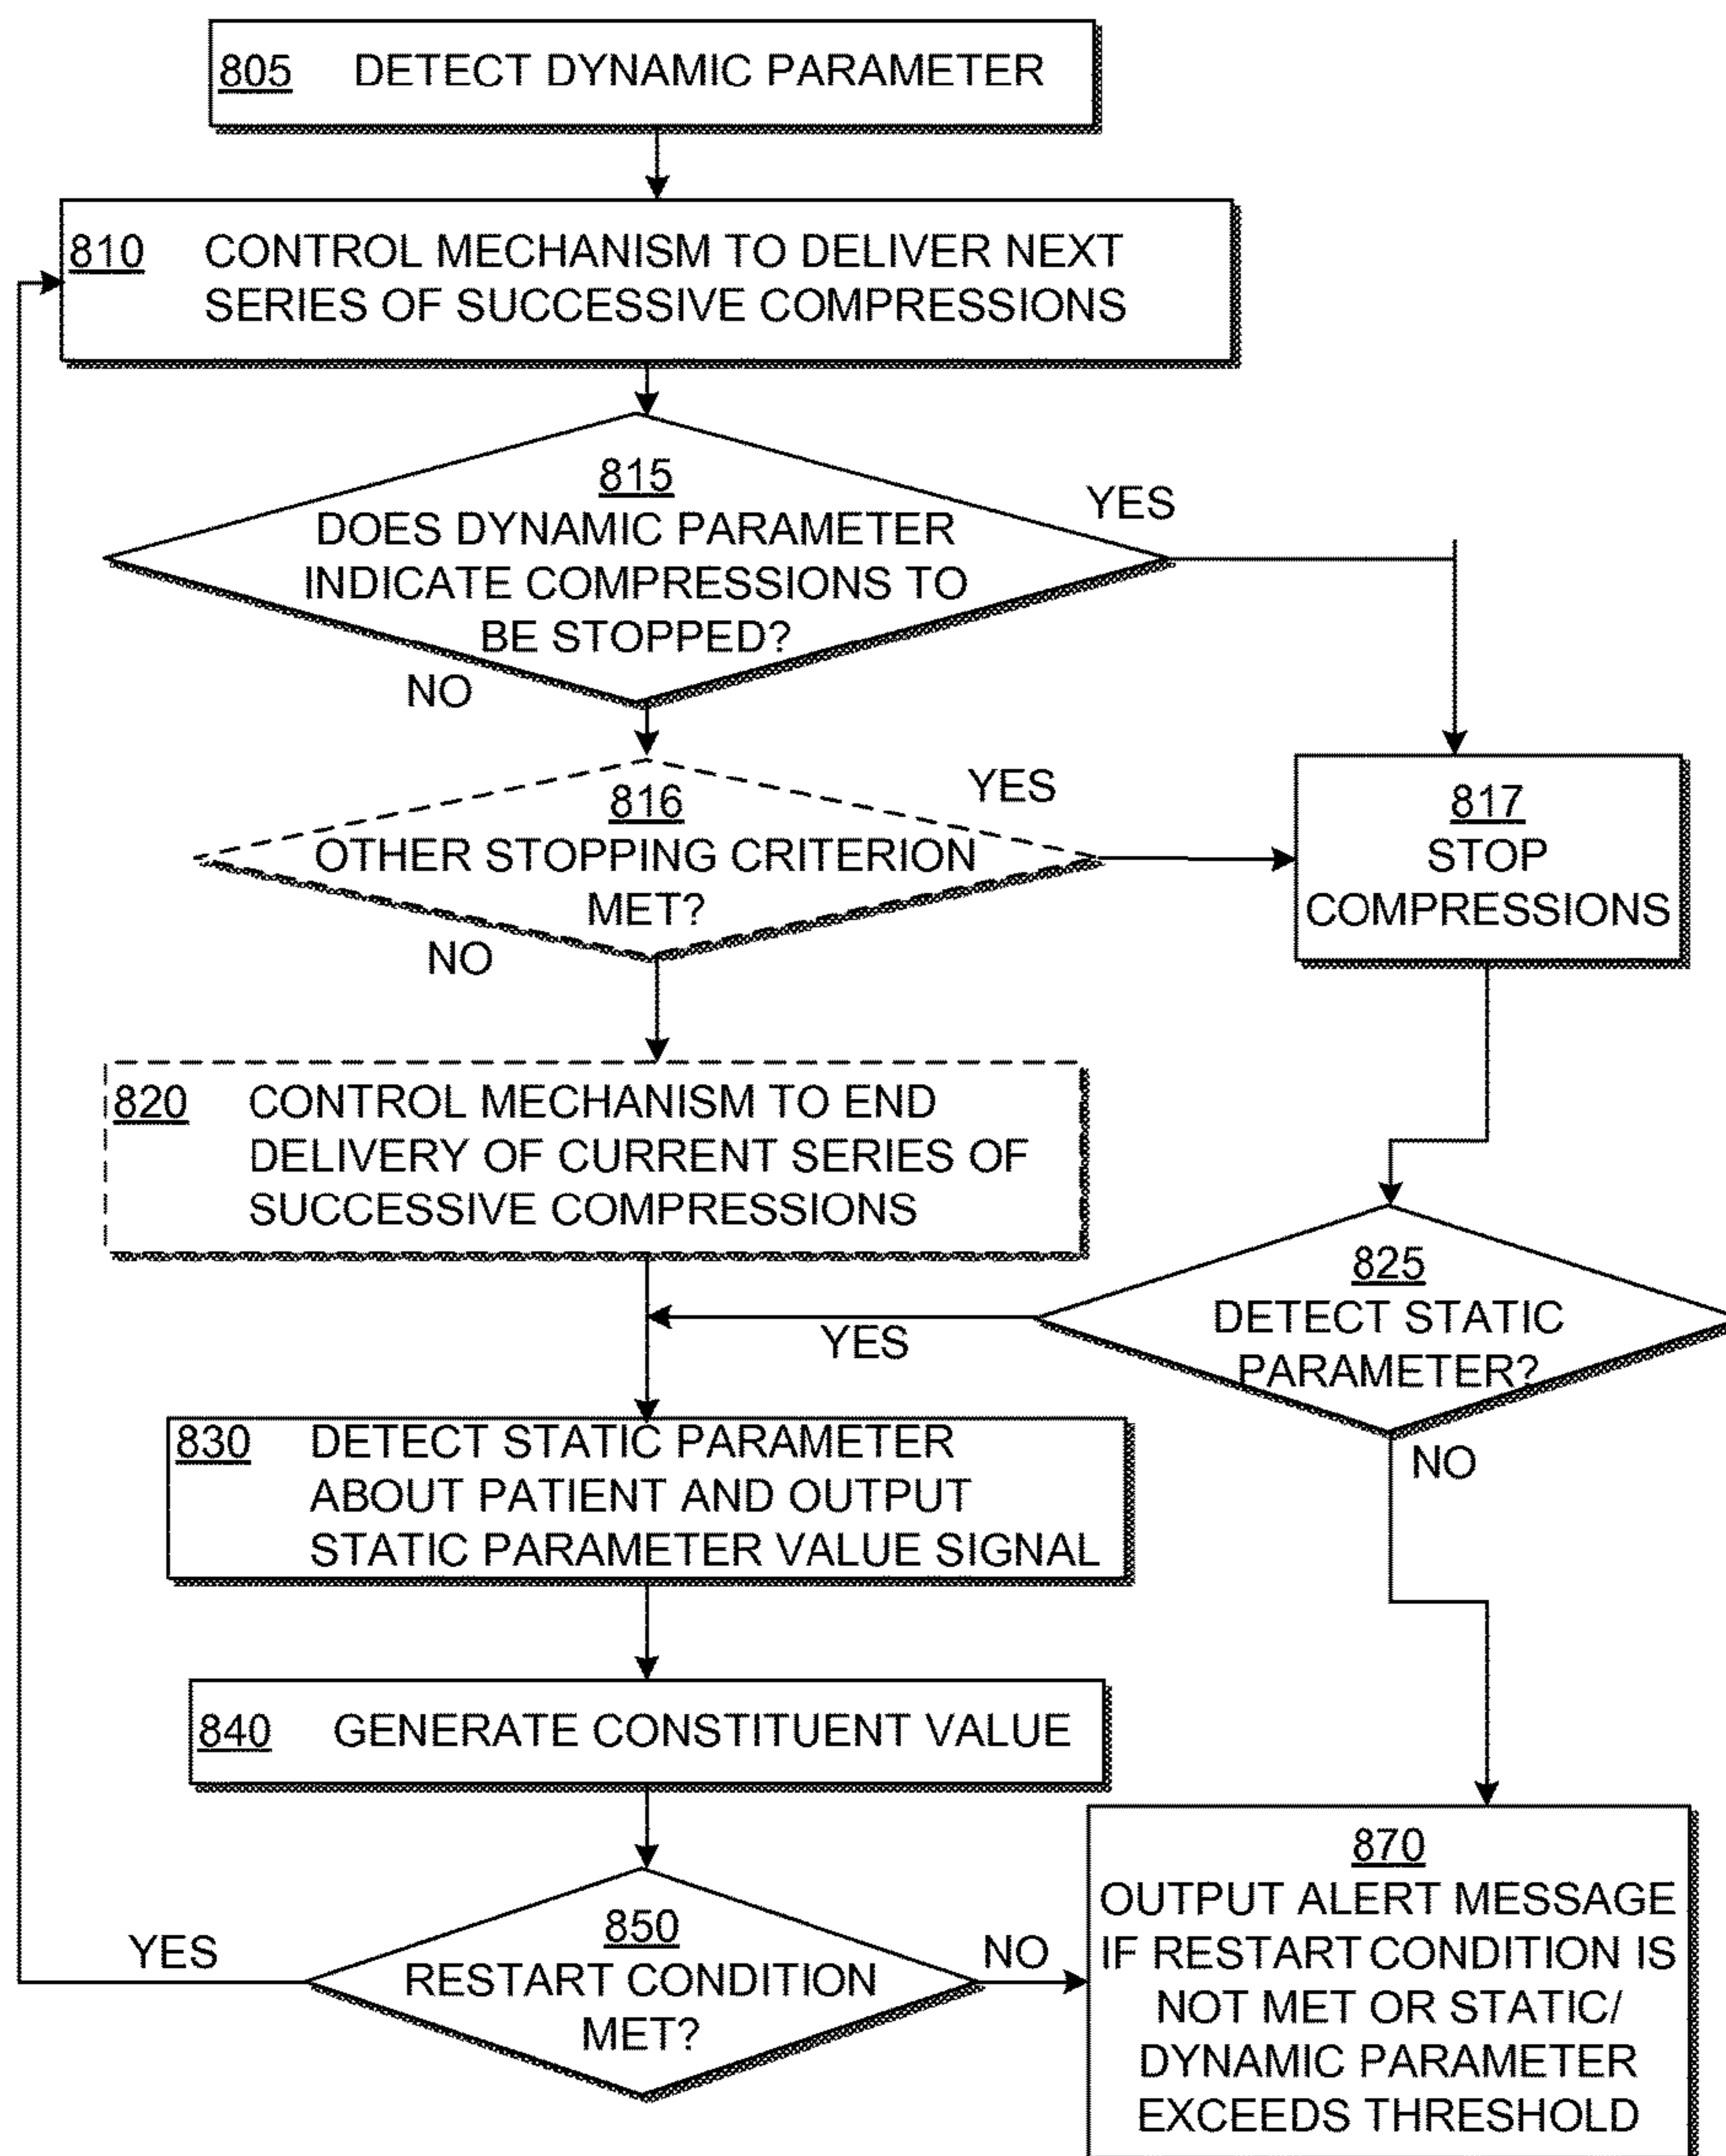 805 DETECT DYNAMIC PARAMETER
810 CONTROL MECHANISM TO DELIVER NEXT
SERIES OF SUCCESSIVE COMPRESSIONS
815
DOES DYNAMIC PARAMETER
INDICATE COMPRESSIONS TO
BE STOPPED?
YES
NO
816
OTHER STOPPING CRITERION
MET?
YES
NO
817
STOP
COMPRESSIONS
820 CONTROL MECHANISM TO END
DELIVERY OF CURRENT SERIES OF
SUCCESSIVE COMPRESSIONS
825
DETECT STATIC
PARAMETER?
YES
NO
830 DETECT STATIC PARAMETER
ABOUT PATIENT AND OUTPUT
STATIC PARAMETER VALUE SIGNAL
840 GENERATE CONSTITUENT VALUE
850
RESTART CONDITION
MET?
YES
NO
870
OUTPUT ALERT MESSAGE
IF RESTART CONDITION IS
NOT MET OR STATIC/
DYNAMIC PARAMETER
EXCEEDS THRESHOLD